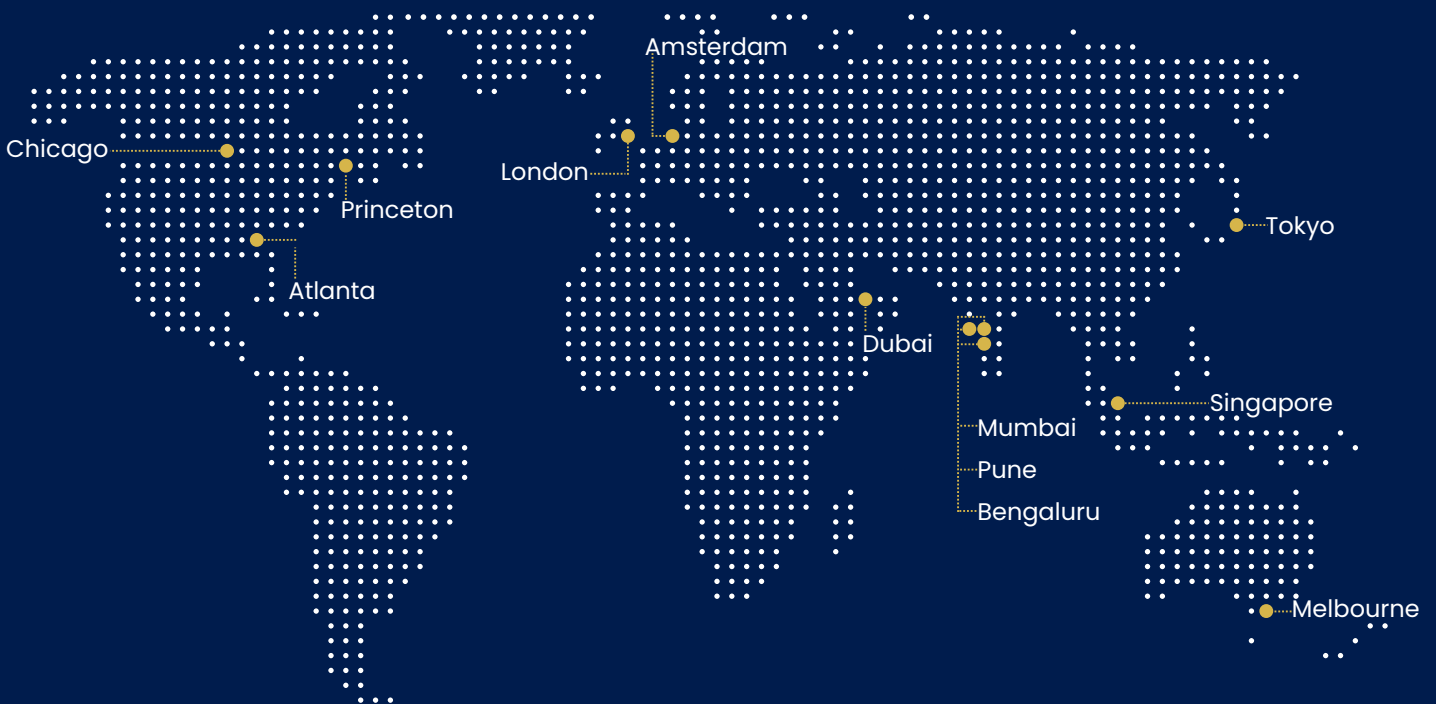 Amsterdam
Chicago
London
Princeton
Tokyo
Atlanta
Dubai
Singapore
Mumbai
Pune
Bengaluru
Melbourne